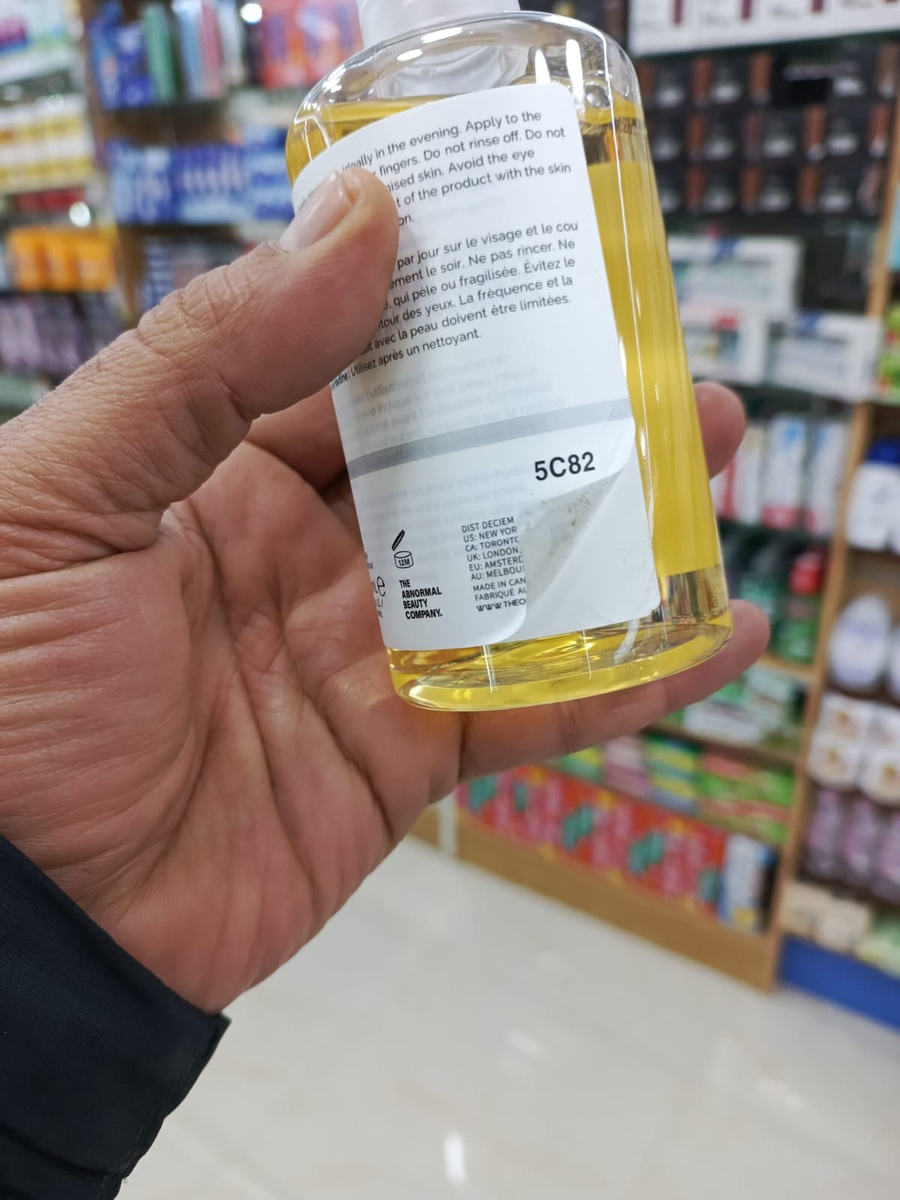 ideally in the evening. Apply to the
fingers. Do not rinse off. Do not
skin. Avoid the eye
of the product with the skin
par jour sur le visage et le cou
le soir. Ne pas rincer. Ne
qui pèle ou fragilisée. Évitez le
des yeux. La fréquence et la
avec la peau doivent être limitées.
Utilisez après un nettoyant.
5C82
12M
THE
ABNORMAL
BEAUTY
COMPANY.
DIST DECIEM
US: NEW YOR
CA: TORONTO
UK: LONDON,
EU: AMSTERD
AU: MELBOU
MADE IN CAN
FABRIQUÉ AU
WWW.THEO